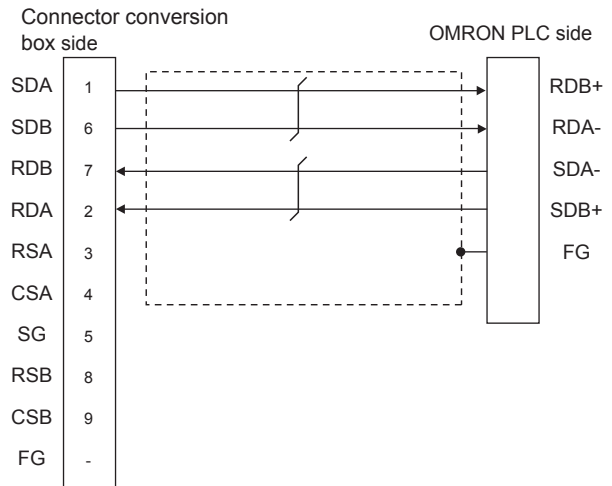 Connector conversion
box side
OMRON PLC side
SDA 1 RDB+
SDB 6 RDA-
RDB 7 SDA-
RDA 2 SDB+
RSA 3 FG
CSA 4
SG 5
RSB 8
CSB 9
FG -